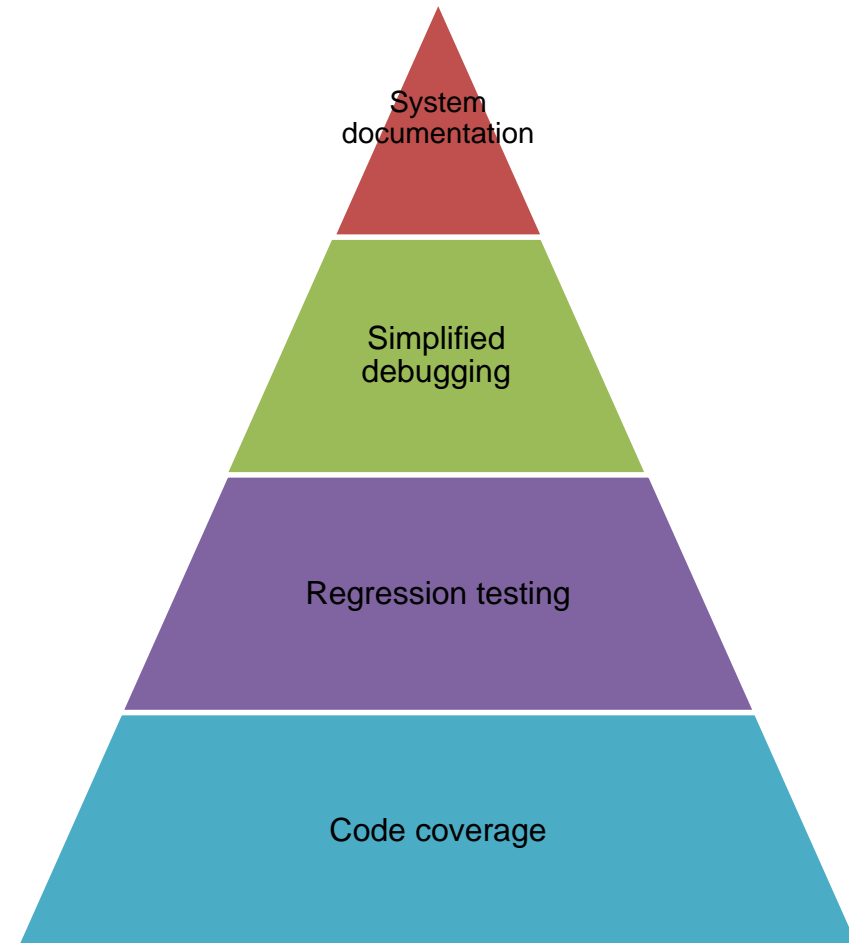 System
documentation
Simplified
debugging
Regression testing
Code coverage